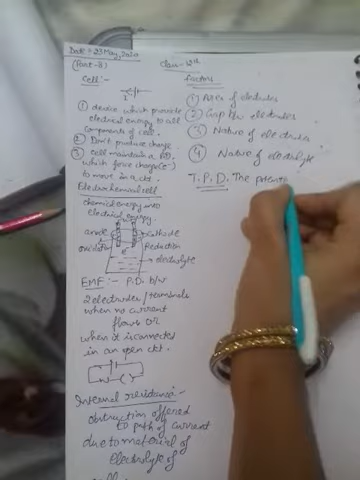 Date = 23 May, 2020
(Part-3)
Class-XII
Cell:-
① device which provide
electrical energy to all
components of
② Don't produce charge.
③ Cell maintain a P.D.
which force charge
to move in a ckt.
Electrochemical cell
chemical energy into
electrical
energy.
anode
cathode
oxidation
e⁻
Reduction
electrolyte
EMF :- P.D. b/w
2 electrodes / terminals
when no current
flows or
when it is connected
in an open ckt.
Internal resistance:-
obstruction offered
to path of current
due to material of
electrolyte of
factors
① Area of electrodes
② Gap b/w electrodes
③ Nature of electrodes
④ Nature of electrolyte
T.P.D. The potent